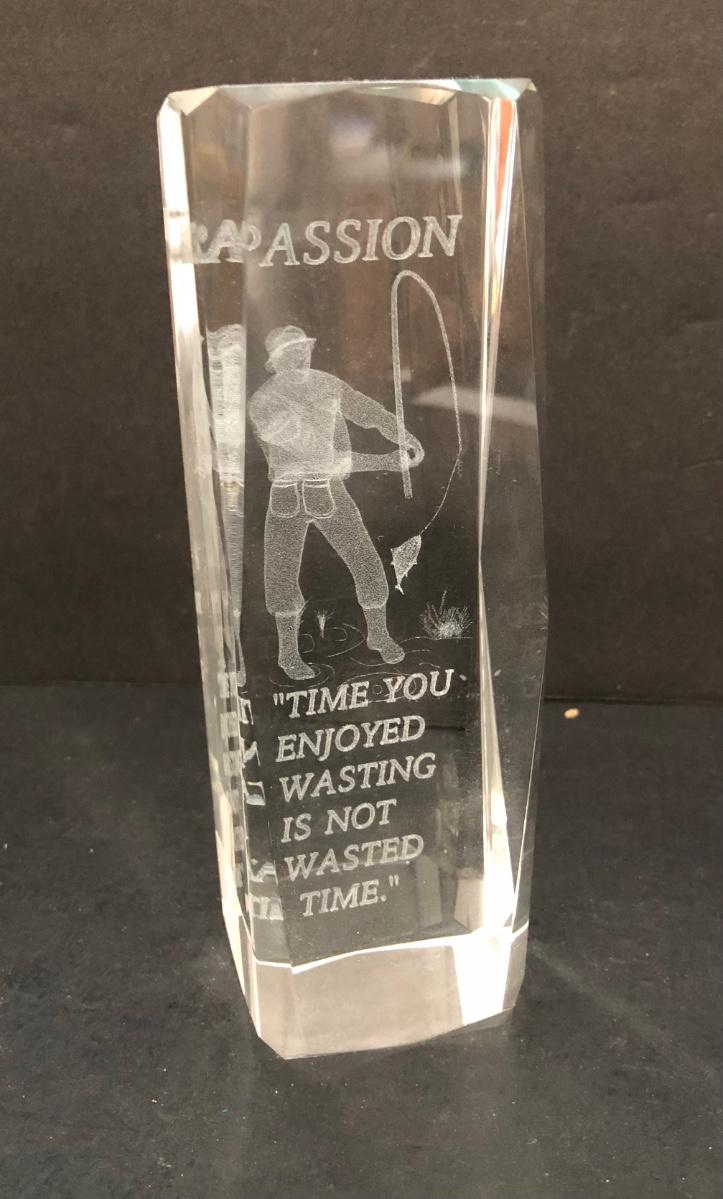 PASSION
"TIME YOU
ENJOYED
WASTING
IS NOT
WASTED
TIME."